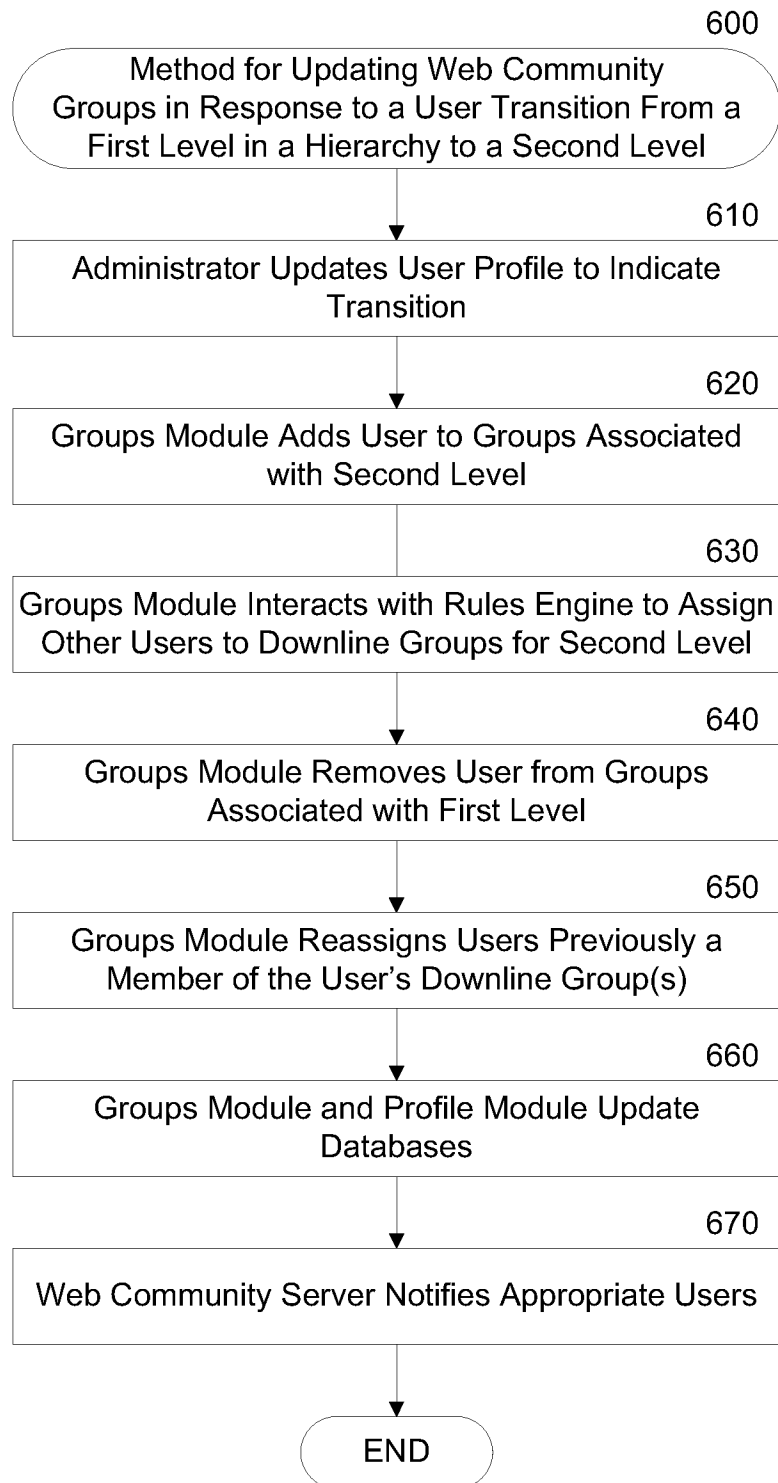 600
Method for Updating Web Community
Groups in Response to a User Transition From a
First Level in a Hierarchy to a Second Level
610
Administrator Updates User Profile to Indicate
Transition
620
Groups Module Adds User to Groups Associated
with Second Level
630
Groups Module Interacts with Rules Engine to Assign
Other Users to Downline Groups for Second Level
640
Groups Module Removes User from Groups
Associated with First Level
650
Groups Module Reassigns Users Previously a
Member of the User’s Downline Group(s)
660
Groups Module and Profile Module Update
Databases
670
Web Community Server Notifies Appropriate Users
END